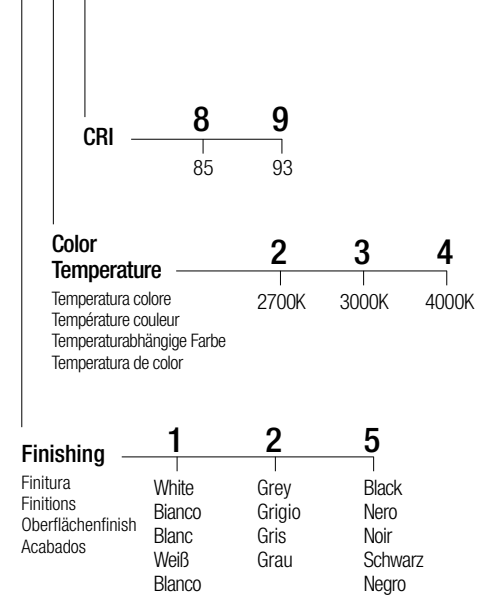 8 9
CRI
85 93
Color
Temperature
2 3 4
2700K 3000K 4000K
Temperatura colore
Température couleur
Temperaturabhängige Farbe
Temperatura de color
1 2 5
Finishing
Finitura
Finitions
Oberflächenfinish
Acabados
White Grey Black
Bianco Grigio Nero
Blanc Gris Noir
Weiß Grau Schwarz
Blanco Negro